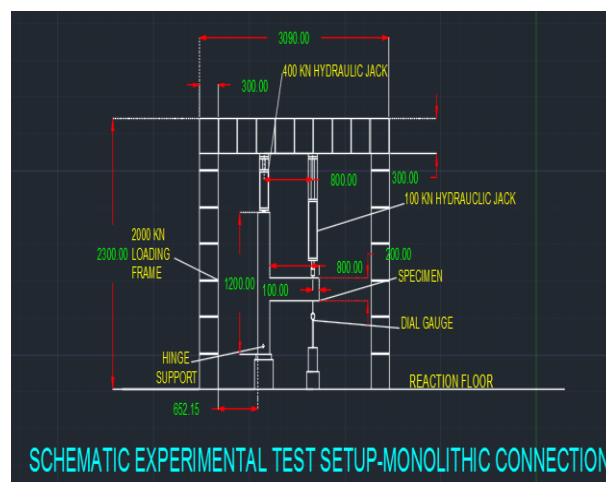 3090.00
400 KN HYDRAULIC JACK
300.00
800.00
300.00
100 KN HYDRAUCLIC JACK
2000 KN
LOADING
FRAME
2300.00
1200.00
800.00
200.00
100.00
SPECIMEN
DIAL GAUGE
HINGE
SUPPORT
REACTION FLOOR
652.15
SCHEMATIC EXPERIMENTAL TEST SETUP-MONOLITHIC CONNECTION